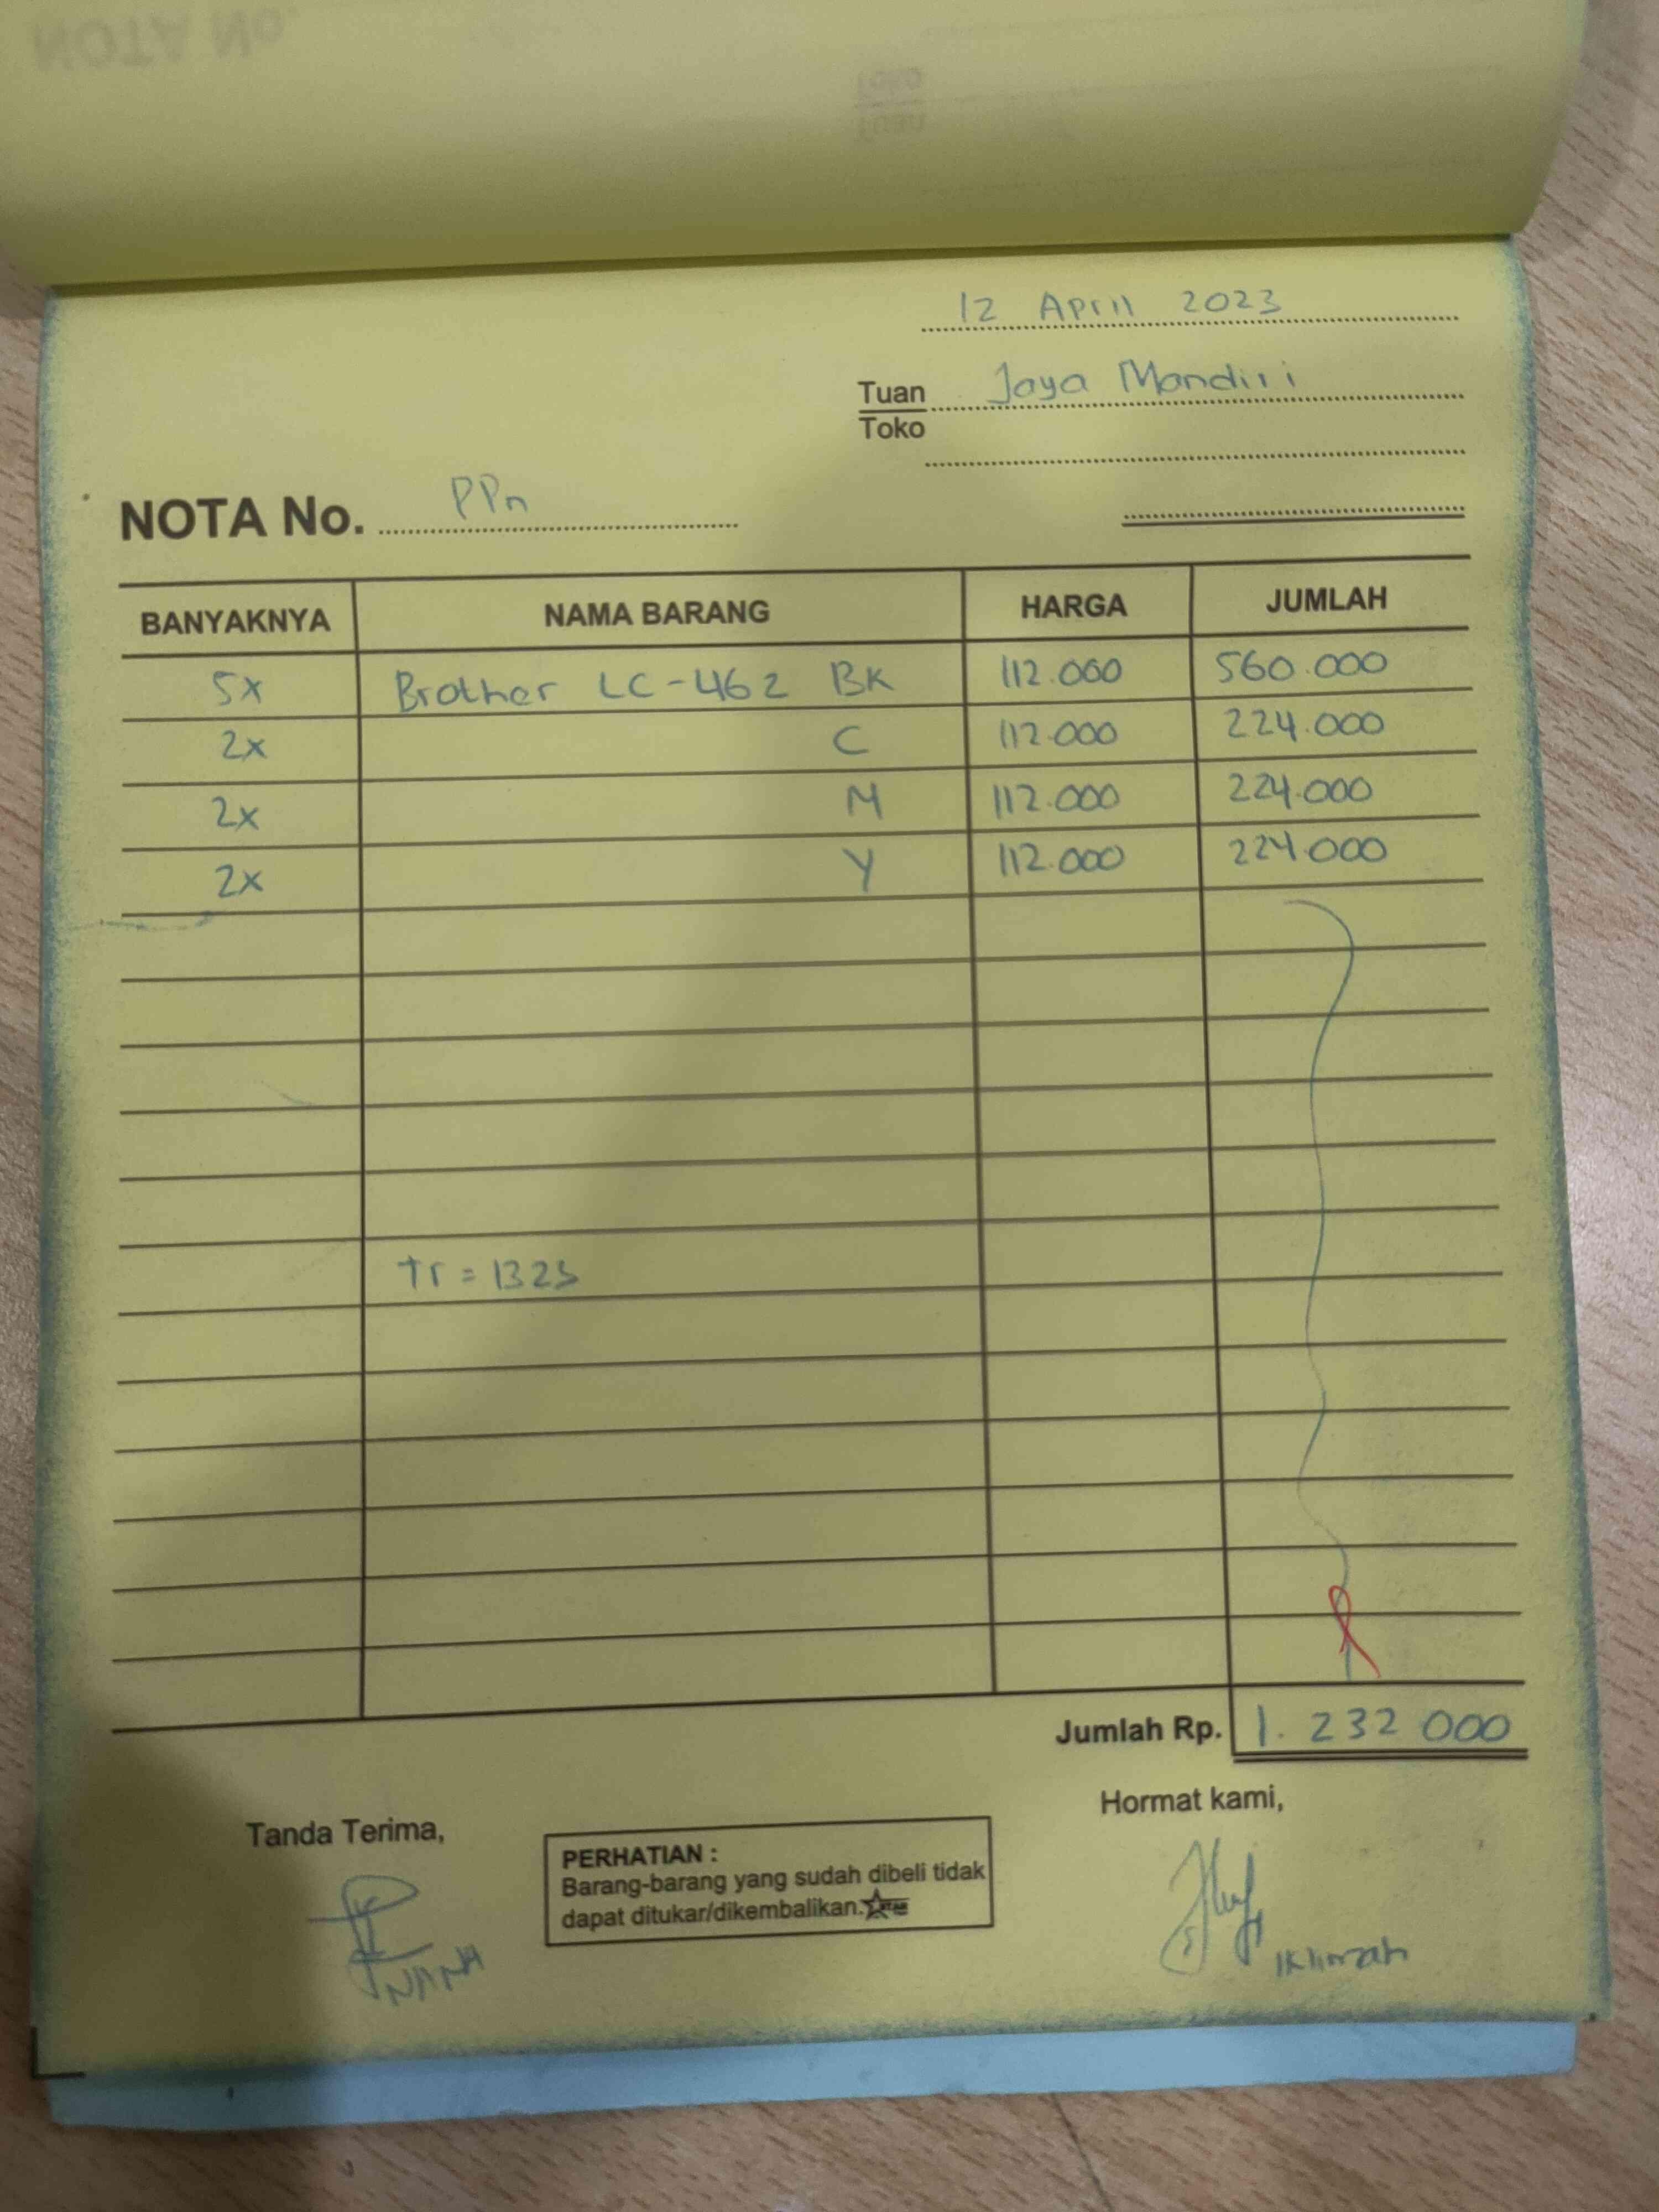 12 April 2023
Tuan Jaya Mandiri
Toko
NOTA No. PPn
BANYAKNYA NAMA BARANG HARGA JUMLAH
5x Brother LC-462 BK 112.000 560.000
2x C 112.000 224.000
2x M 112.000 224.000
2x Y 112.000 224.000
Tr = 1325
Jumlah Rp. 1.232 000
Tanda Terima,
Hormat kami,
PERHATIAN :
Barang-barang yang sudah dibeli tidak
dapat ditukar/dikembalikan.
NANA
Iklimah